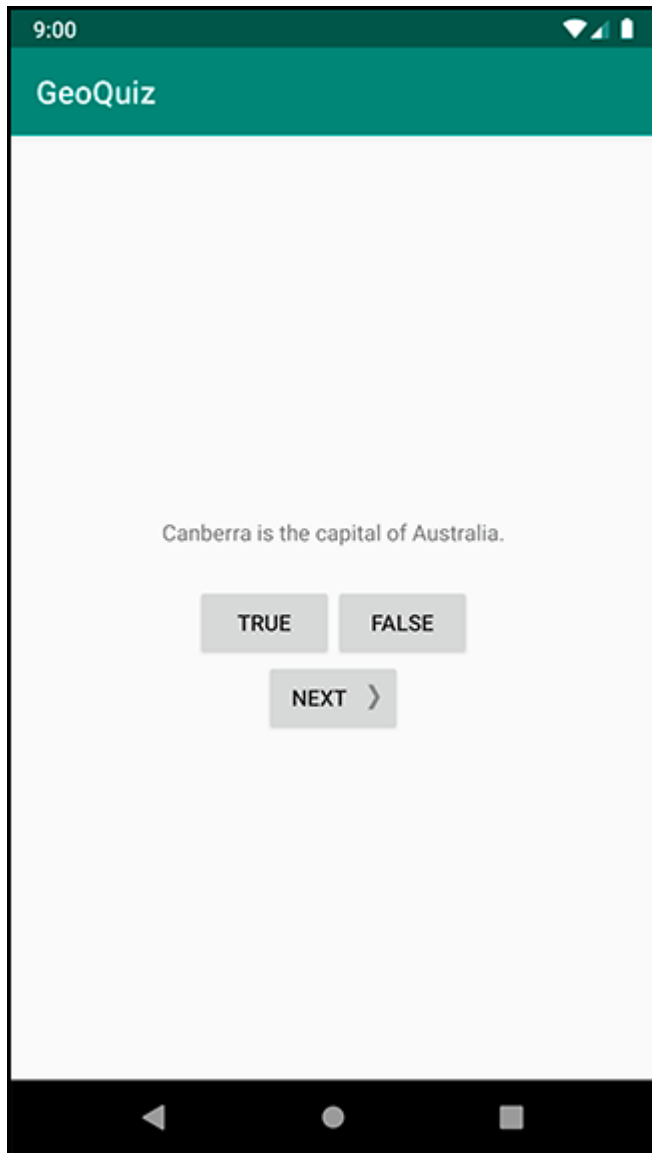 9:00
GeoQuiz
Canberra is the capital of Australia.
TRUE FALSE
NEXT